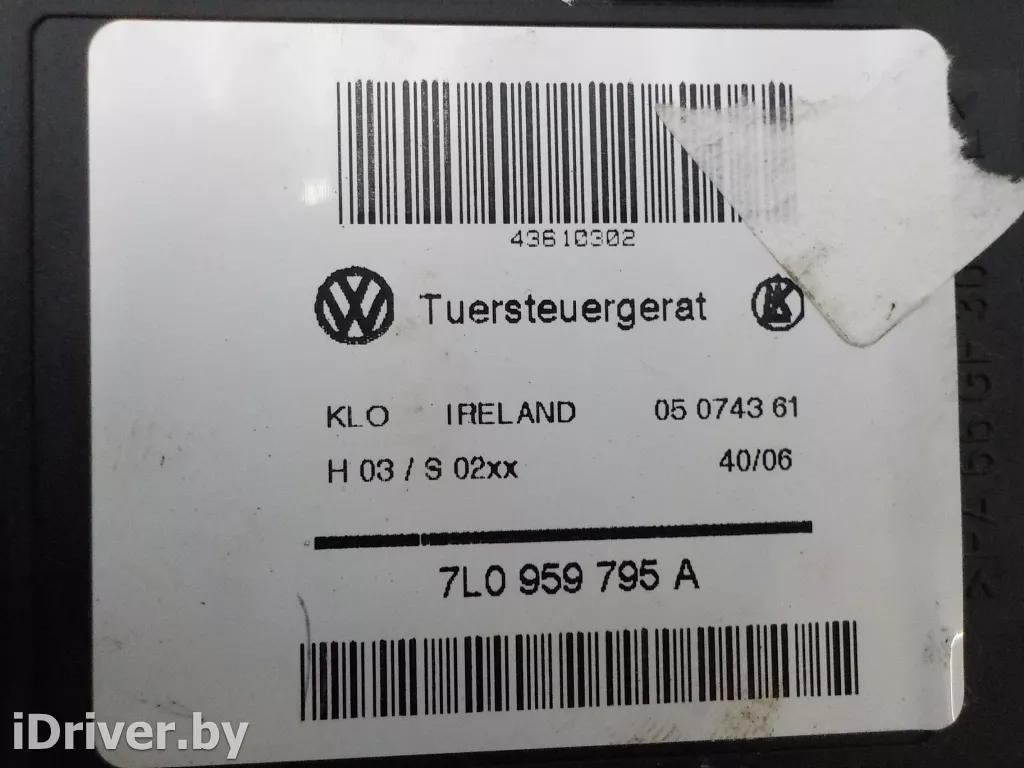 43610302
Tuersteuergerat
KLO IRELAND 05 0743 61
H 03 / S 02xx 40/06
7L0 959 795 A
iDriver.by